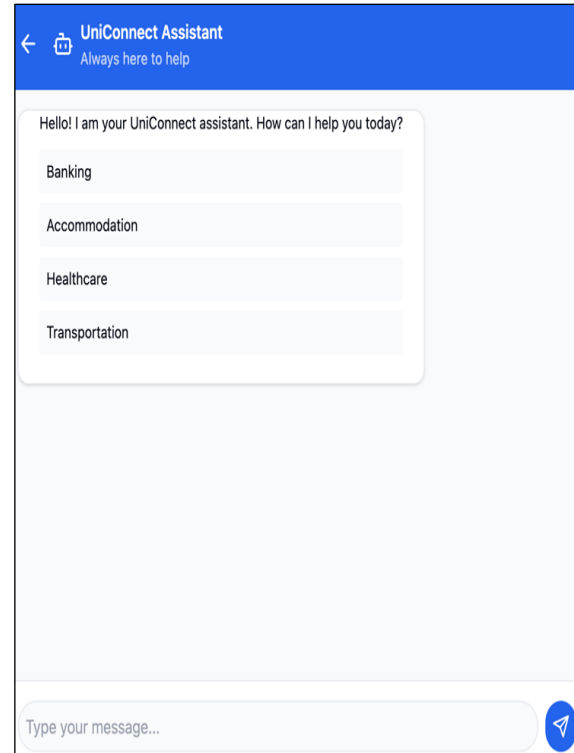 UniConnect Assistant
Always here to help
Hello! I am your UniConnect assistant. How can I help you today?
Banking
Accommodation
Healthcare
Transportation
Type your message...